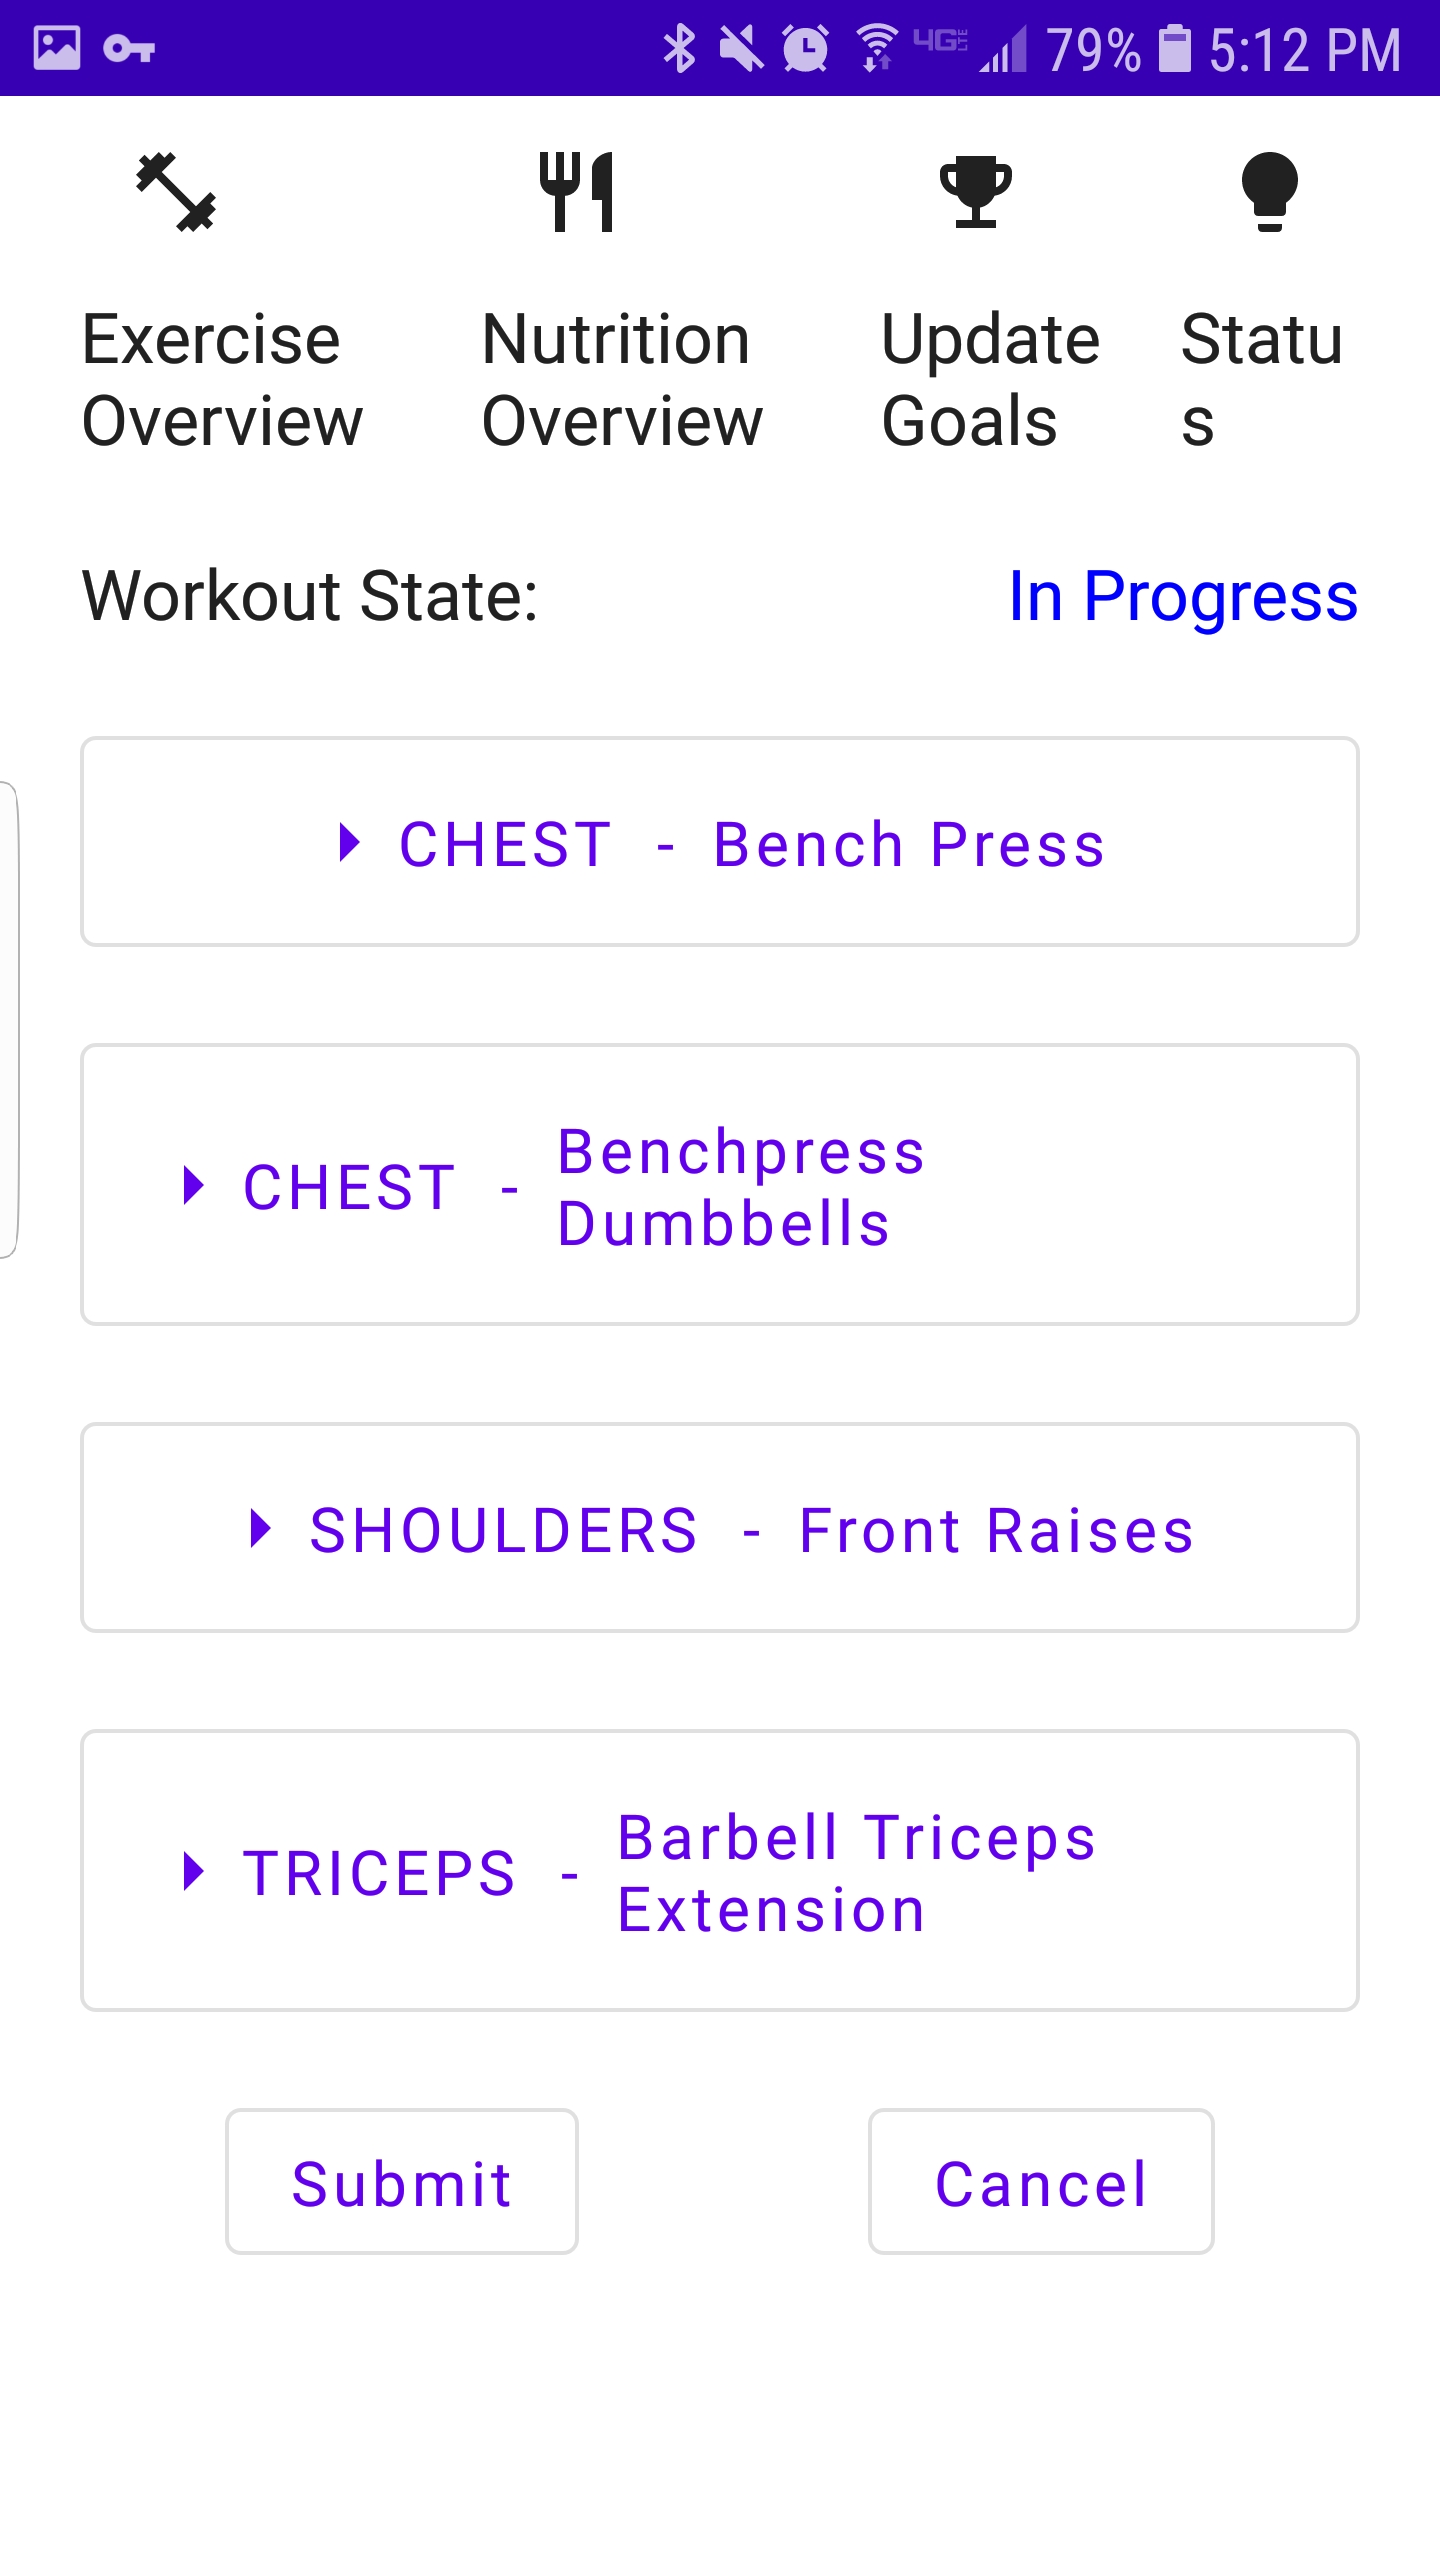 4G LTE 79% 5:12 PM
Exercise Overview
Nutrition Overview
Update Goals
Statu
s
Workout State: In Progress
CHEST - Bench Press
CHEST - Benchpress
Dumbbells
SHOULDERS - Front Raises
TRICEPS - Barbell Triceps
Extension
Submit Cancel